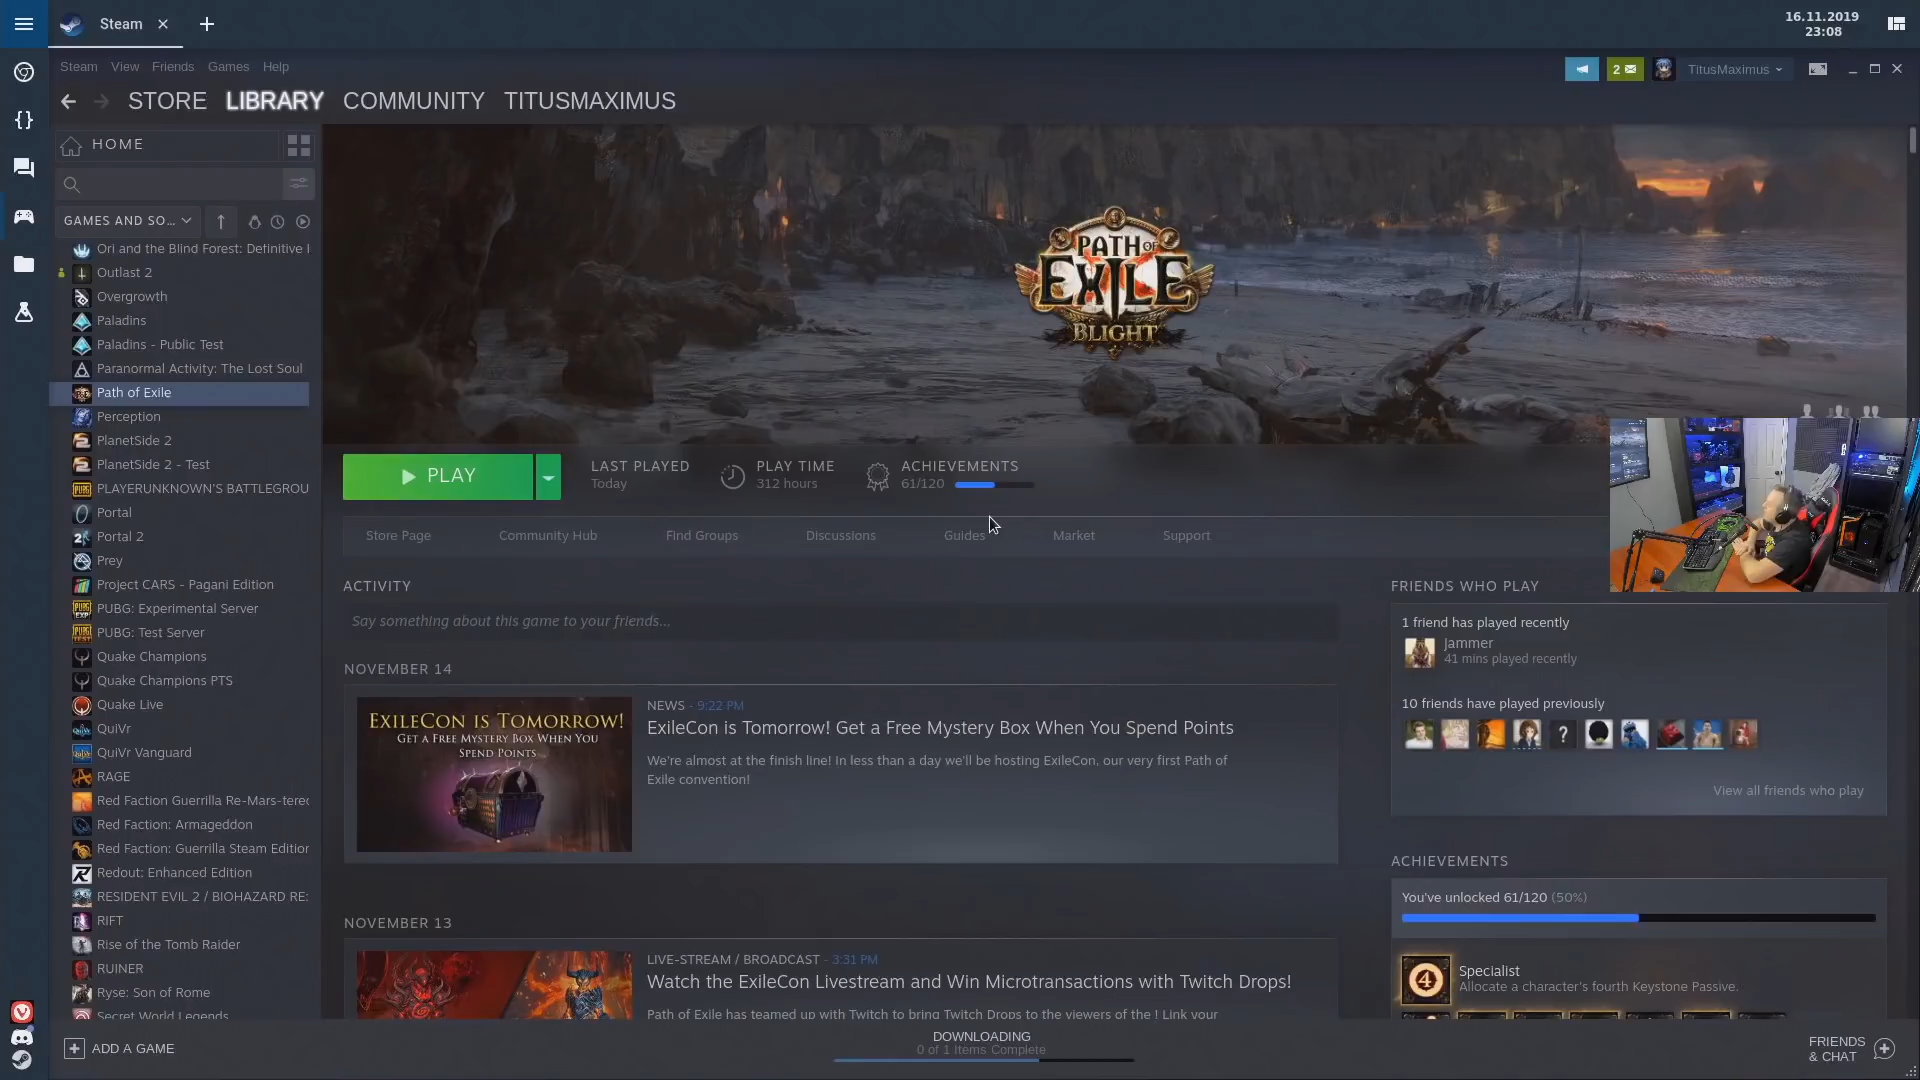 Steam
16.11.2019
23:08
Steam View Friends Games Help
2
TitusMaximus
STORE LIBRARY COMMUNITY TITUSMAXIMUS
HOME
GAMES AND SO...
Ori and the Blind Forest: Definitive
Outlast 2
Overgrowth
Paladins
Paladins - Public Test
Paranormal Activity: The Lost Soul
Path of Exile
Perception
PlanetSide 2
PlanetSide 2 - Test
PLAYERUNKNOWN'S BATTLEGROU
Portal
Portal 2
Prey
Project CARS - Pagani Edition
PUBG: Experimental Server
PUBG: Test Server
Quake Champions
Quake Champions PTS
Quake Live
QuiVr
QuiVr Vanguard
RAGE
Red Faction Guerrilla Re-Mars-tered
Red Faction: Armageddon
Red Faction: Guerrilla Steam Edition
Redout: Enhanced Edition
RESIDENT EVIL 2 / BIOHAZARD RE:
RIFT
Rise of the Tomb Raider
RUINER
Ryse: Son of Rome
Secret World Legends
ADD A GAME
PATH OF
EXILE
BLIGHT
PLAY
LAST PLAYED
Today
PLAY TIME
312 hours
ACHIEVEMENTS
61/120
Store Page
Community Hub
Find Groups
Discussions
Guides
Market
Support
ACTIVITY
Say something about this game to your friends...
NOVEMBER 14
EXILECON IS TOMORROW!
GET A FREE MYSTERY BOX WHEN YOU
SPEND POINTS
NEWS - 9:22 PM
ExileCon is Tomorrow! Get a Free Mystery Box When You Spend Points
We're almost at the finish line! In less than a day we'll be hosting ExileCon, our very first Path of
Exile convention!
NOVEMBER 13
LIVE-STREAM / BROADCAST - 3:31 PM
Watch the ExileCon Livestream and Win Microtransactions with Twitch Drops!
Path of Exile has teamed up with Twitch to bring Twitch Drops to the viewers of the ! Link your
FRIENDS WHO PLAY
1 friend has played recently
Jammer
41 mins played recently
10 friends have played previously
?
View all friends who play
ACHIEVEMENTS
You've unlocked 61/120 (50%)
4
Specialist
Allocate a character's fourth Keystone Passive.
DOWNLOADING
0 of 1 Items Complete
FRIENDS
& CHAT